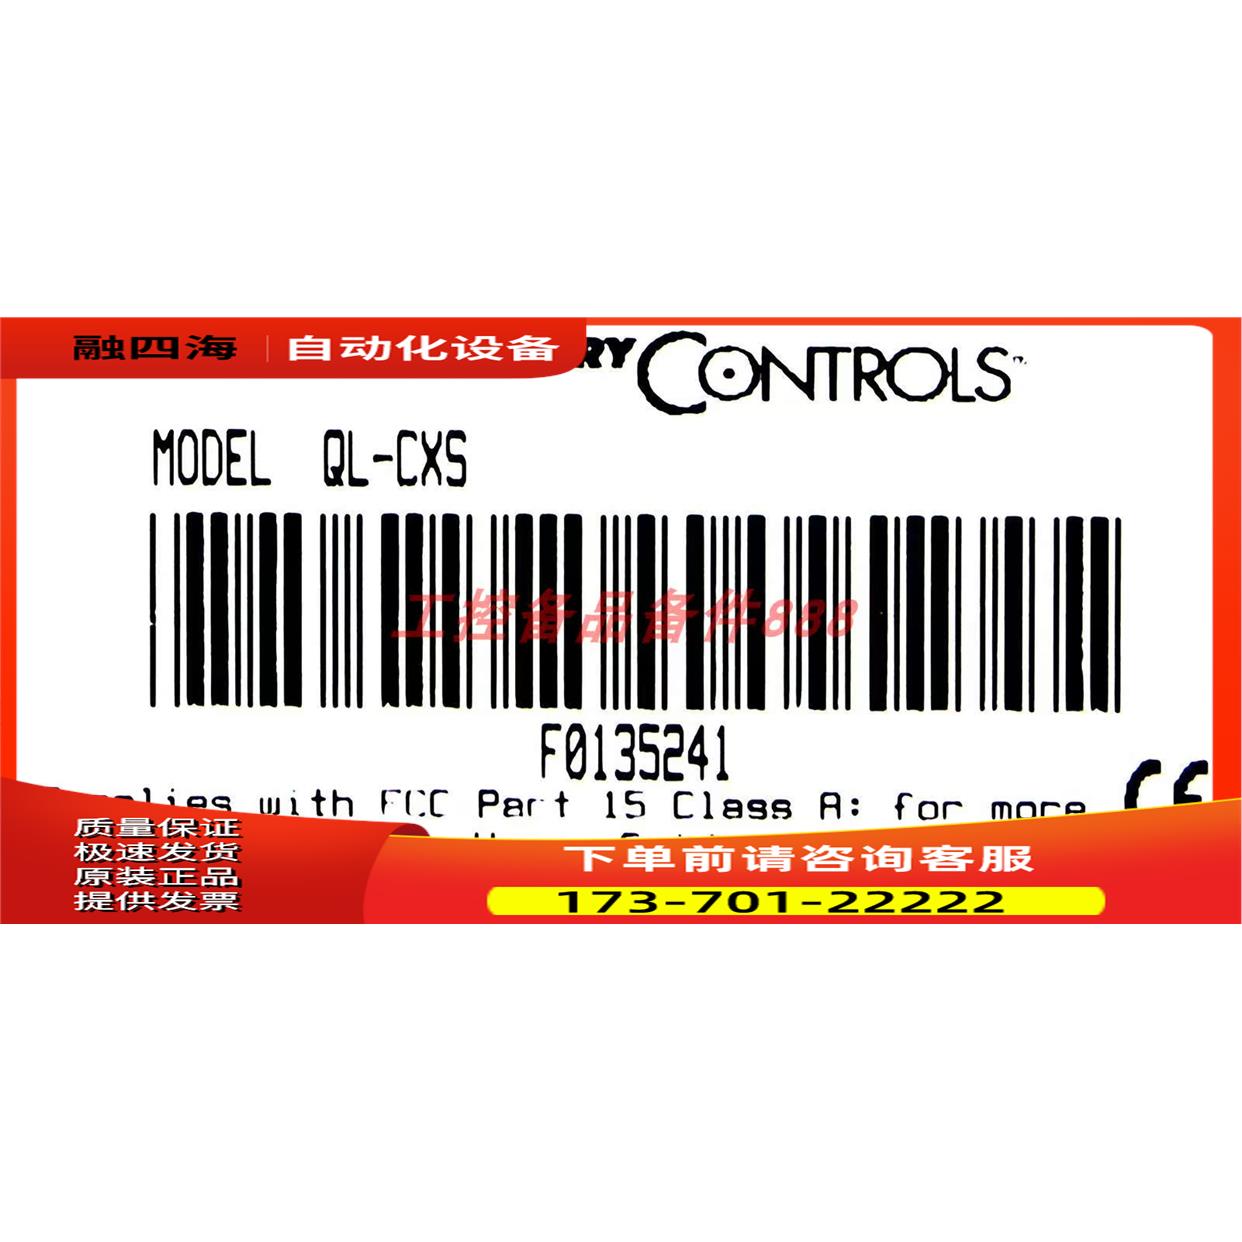 融四海 | 自动化设备
CONTROLS™
MODEL QL-CXS
工控备品备件888
F0135241
with FCC Part 15 Class A: for more
CE
质量保证
极速发货
原装正品
提供发票
下单前请咨询客服
173-701-22222